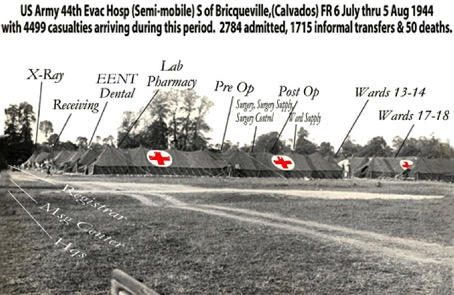 US Army 44th Evac Hosp (Semi-mobile) S of Bricqueville,(Calvados) FR 6 July thru 5 Aug 1944
with 4499 casualties arriving during this period. 2784 admitted, 1715 informal transfers & 50 deaths.
X-Ray
Receiving
EENT
Dental
Lab
Pharmacy
Pre Op
Surgery, Surgery Supply,
Surgery Control
Post Op
Ward Supply
Wards 13-14
Wards 17-18
Registrar
Msg Center
Hqs